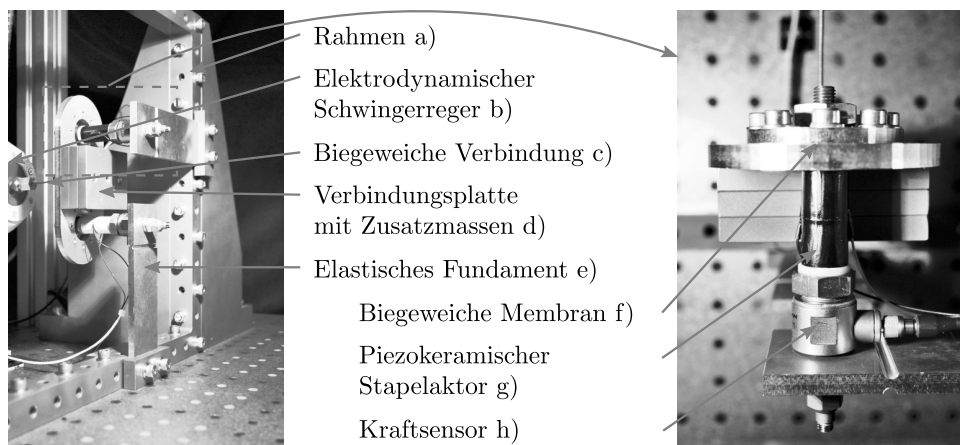 Rahmen a)
Elektrodynamischer
Schwingerreger b)
Biegeweiche Verbindung c)
Verbindungsplatte
mit Zusatzmassen d)
Elastisches Fundament e)
Biegeweiche Membran f)
Piezokeramischer
Stapelaktor g)
Kraftsensor h)